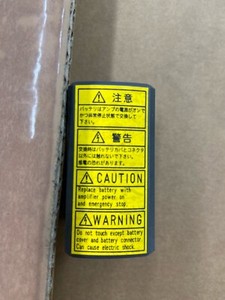 ⚠ 注意
バッテリはアンプの電源がオンで
かつ非常停止状態で交換して
下さい。
⚠ 警告
交換時はバッテリカバとコネクタ
以外には触れないで下さい。
感電の恐れがあります。
⚠ CAUTION
Replace battery with
amplifier power on
and emergency stop.
⚠ WARNING
Do not touch except battery
cover and battery connector.
Can cause electric shock.